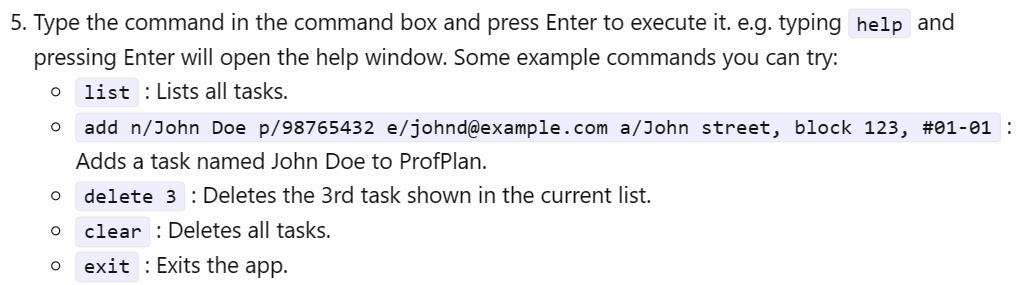 5. Type the command in the command box and press Enter to execute it. e.g. typing help and
pressing Enter will open the help window. Some example commands you can try:
list : Lists all tasks.
add n/John Doe p/98765432 e/johnd@example.com a/John street, block 123, #01-01 :
Adds a task named John Doe to ProfPlan.
delete 3 : Deletes the 3rd task shown in the current list.
clear : Deletes all tasks.
exit : Exits the app.